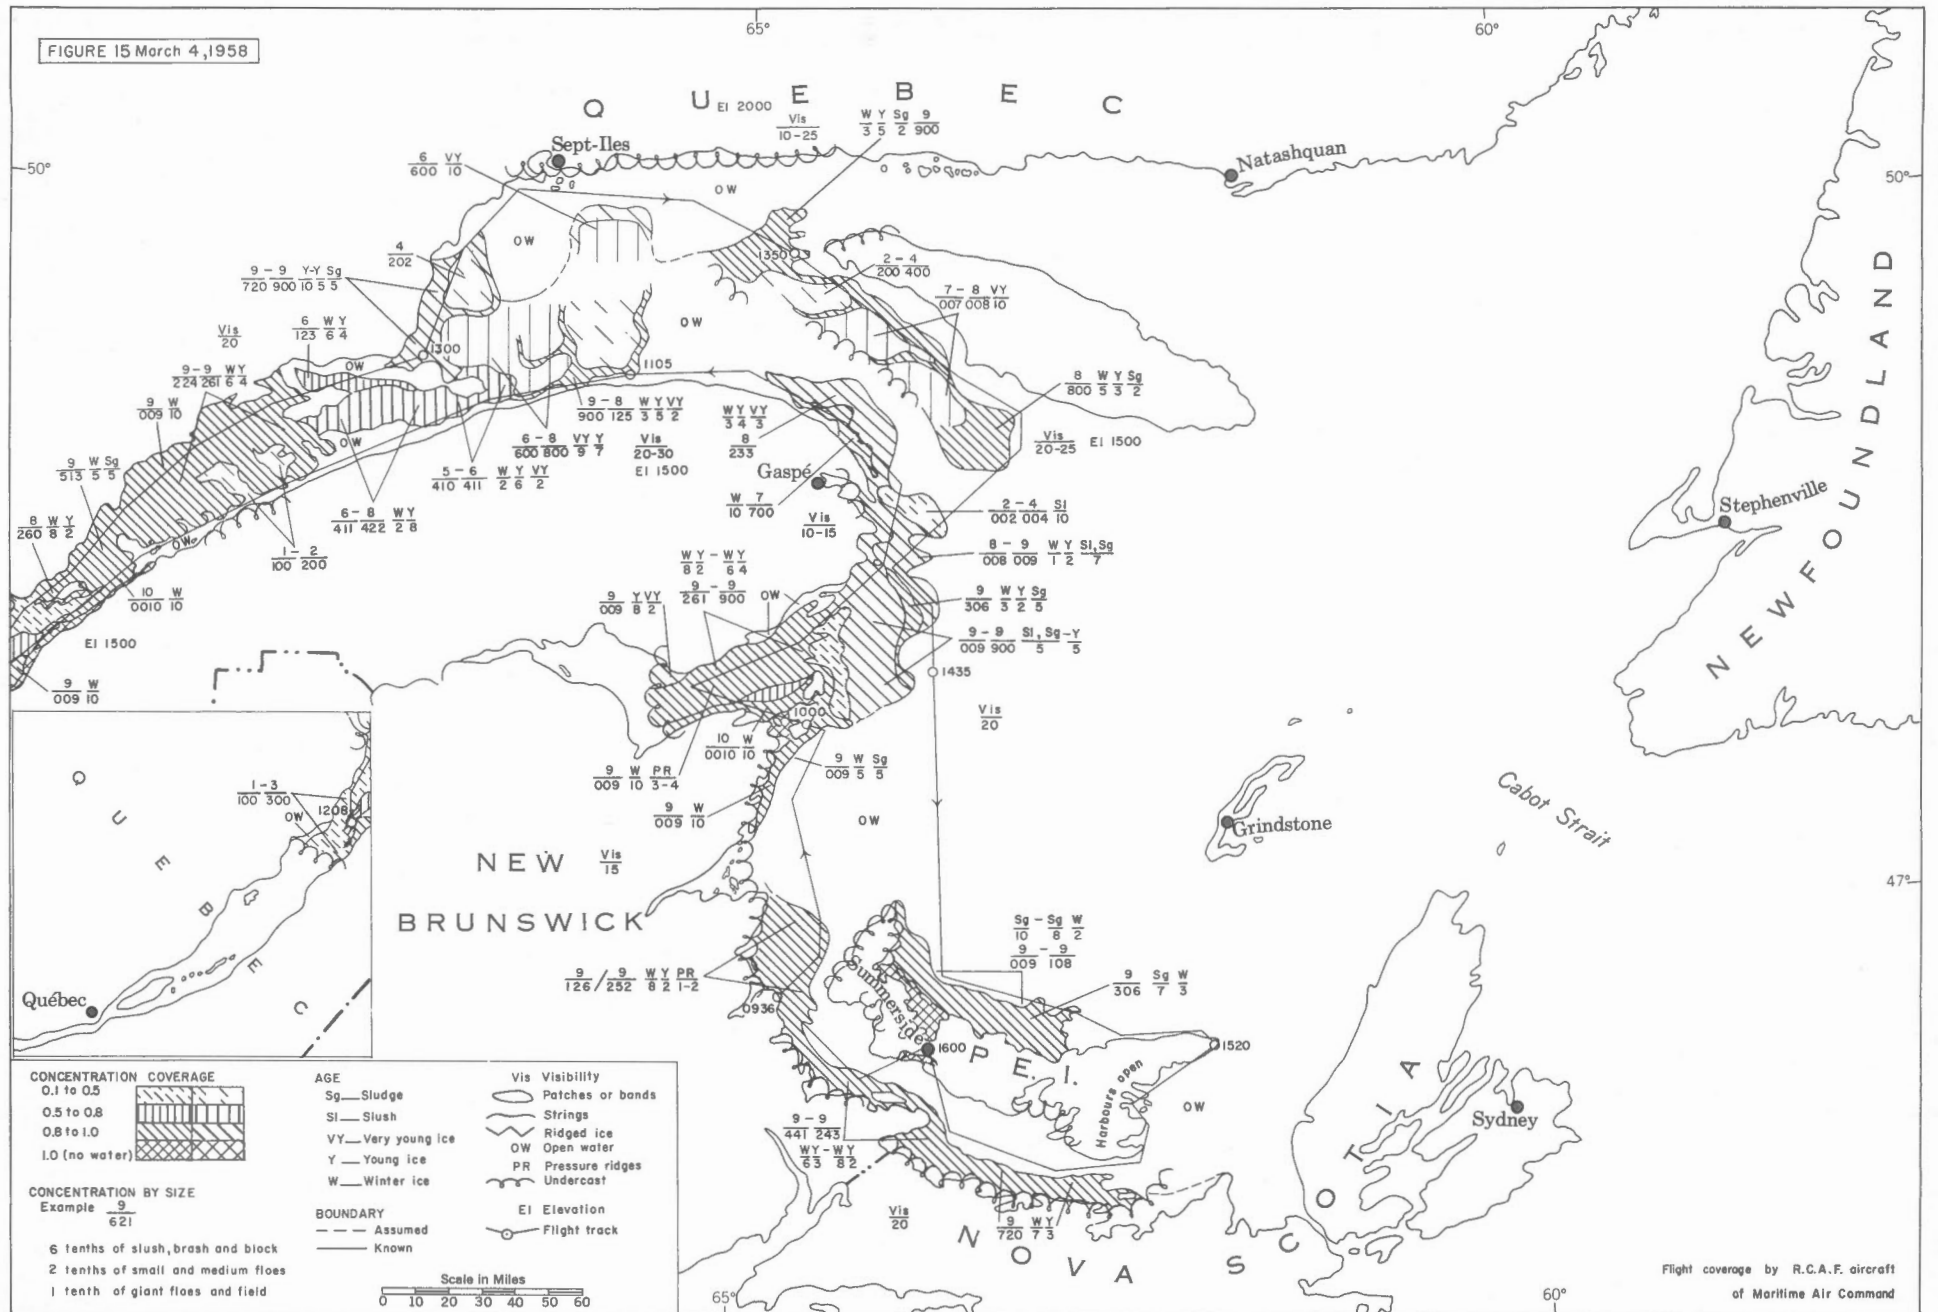 FIGURE 15 March 4, 1958
65°
60°
QUEBEC
EI 2000
Vis
10-25
W Y Sg 9
3 5 2 900
Sept-Iles
Natashquan
50°
50°
6 VY
600 10
OW
OW
1350
4
202
9-9 Y-Y Sg
720 900 10 5 5
2-4
200 400
7-8 VY
007 008 10
Vis
20
6 W Y
123 6 4
OW
1300
OW
1105
9-9 WY
224 261 6 4
9 W
009 10
8 W Y Sg
800 5 3 2
9-8 W Y VY
900 125 3 5 2
W Y VY
3 4 3
8
233
OW
6-8 VY Y
600 800 9 7
Vis
20-30
EI 1500
Vis
20-25
EI 1500
9 W Sg
513 5 5
5-6 W Y VY
410 411 2 6 2
Gaspé
NEWFOUNDLAND
Stephenville
8 W Y
260 8 2
OW
6-8 WY
411 422 2 8
W 7
10 700
Vis
10-15
2-4 Sl
002 004 10
1-2
100 200
8-9 W Y Sl,Sg
008 009 1 2 7
10 W
0010 10
W Y - W Y
8 2 6 4
9-9
261 900
9 Y VY
009 8 2
OW
9 W Y Sg
306 3 2 5
EI 1500
9-9 Sl, Sg-Y
009 900 5 5
1435
9 W
009 10
Vis
20
1000
10 W
0010 10
9 W PR
009 10 3-4
9 W Sg
009 5 5
9 W
009 10
QUEBEC
1-3
100 300
OW
1208
Québec
OW
Cabot Strait
Grindstone
NEW
BRUNSWICK
Vis
15
47°
Sg - Sg W
10 8 2
9 - 9
009 108
9/9 W Y PR
126/252 8 2 1-2
9 Sg W
306 7 3
0936
Summerside
1600
P.E.I.
Harbours open
1520
OW
Sydney
9-9
441 243
WY-WY
63 82
Vis
20
9 WY
720 7 3
NOVA SCOTIA
65°
60°
CONCENTRATION COVERAGE
0.1 to 0.5
0.5 to 0.8
0.8 to 1.0
1.0 (no water)
CONCENTRATION BY SIZE
Example 9
621
6 tenths of slush, brash and block
2 tenths of small and medium floes
1 tenth of giant floes and field
AGE
Sg Sludge
Sl Slush
VY Very young ice
Y Young ice
W Winter ice
BOUNDARY
Assumed
Known
Vis Visibility
Patches or bands
Strings
Ridged ice
OW Open water
PR Pressure ridges
Undercast
EI Elevation
Flight track
Scale in Miles
0 10 20 30 40 50 60
Flight coverage by R.C.A.F. aircraft
of Maritime Air Command